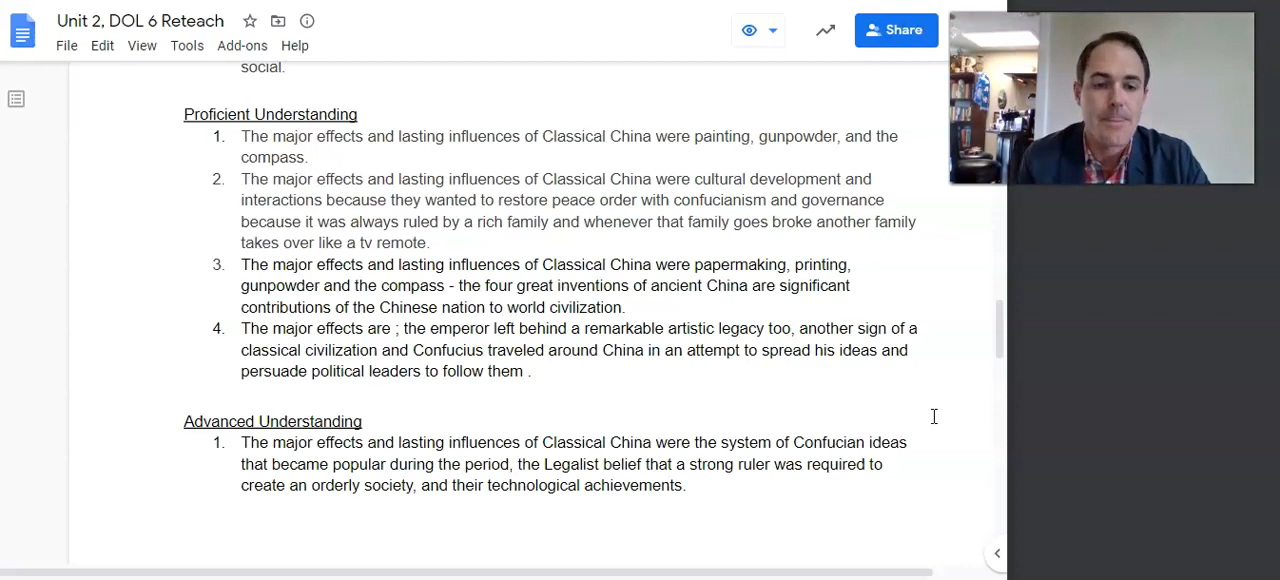 Unit 2, DOL 6 Reteach
File Edit View Tools Add-ons Help
Share
social.
Proficient Understanding
1. The major effects and lasting influences of Classical China were painting, gunpowder, and the
compass.
2. The major effects and lasting influences of Classical China were cultural development and
interactions because they wanted to restore peace order with confucianism and governance
because it was always ruled by a rich family and whenever that family goes broke another family
takes over like a tv remote.
3. The major effects and lasting influences of Classical China were papermaking, printing,
gunpowder and the compass - the four great inventions of ancient China are significant
contributions of the Chinese nation to world civilization.
4. The major effects are ; the emperor left behind a remarkable artistic legacy too, another sign of a
classical civilization and Confucius traveled around China in an attempt to spread his ideas and
persuade political leaders to follow them .
Advanced Understanding
1. The major effects and lasting influences of Classical China were the system of Confucian ideas
that became popular during the period, the Legalist belief that a strong ruler was required to
create an orderly society, and their technological achievements.